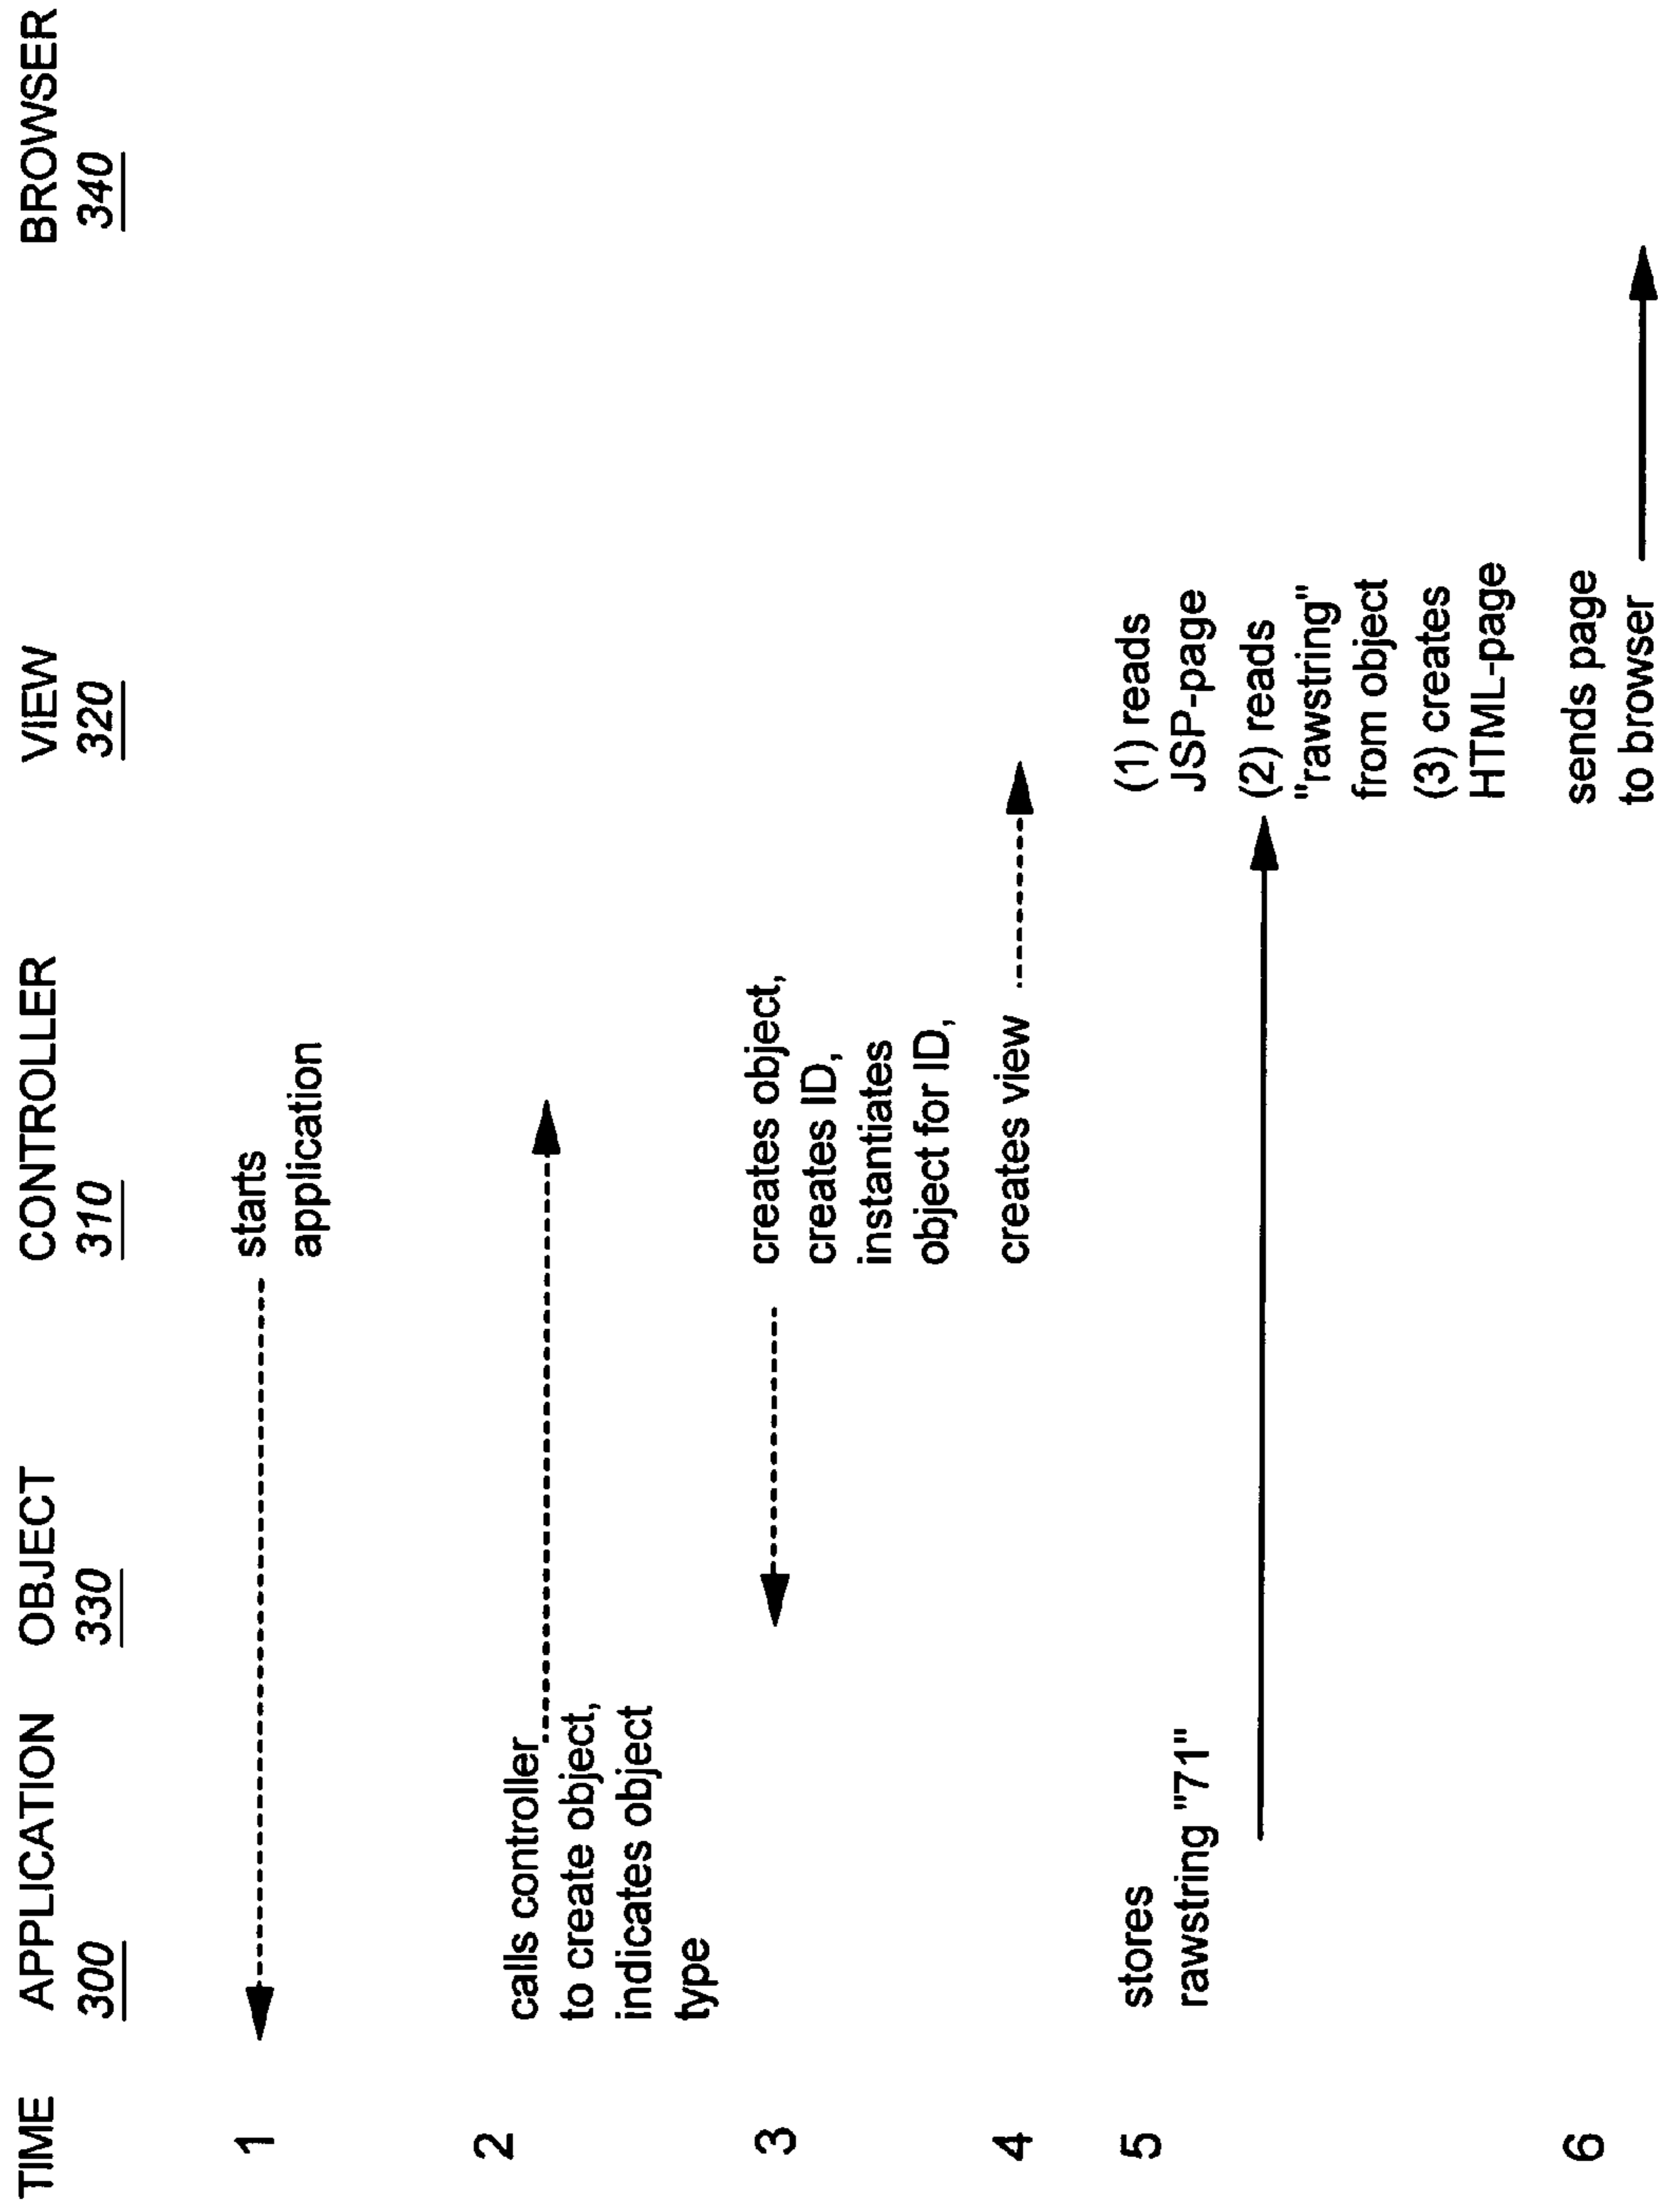 TIME APPLICATION OBJECT CONTROLLER VIEW BROWSER
300 330 310 320 340
1 starts
application
2 calls controller
to create object,
indicates object
type
3 creates object,
creates ID,
instantiates
object for ID,
4 creates view
5 stores
rawstring "71"
(1) reads
JSP-page
(2) reads
"rawstring"
from object
(3) creates
HTML-page
6 sends page
to browser